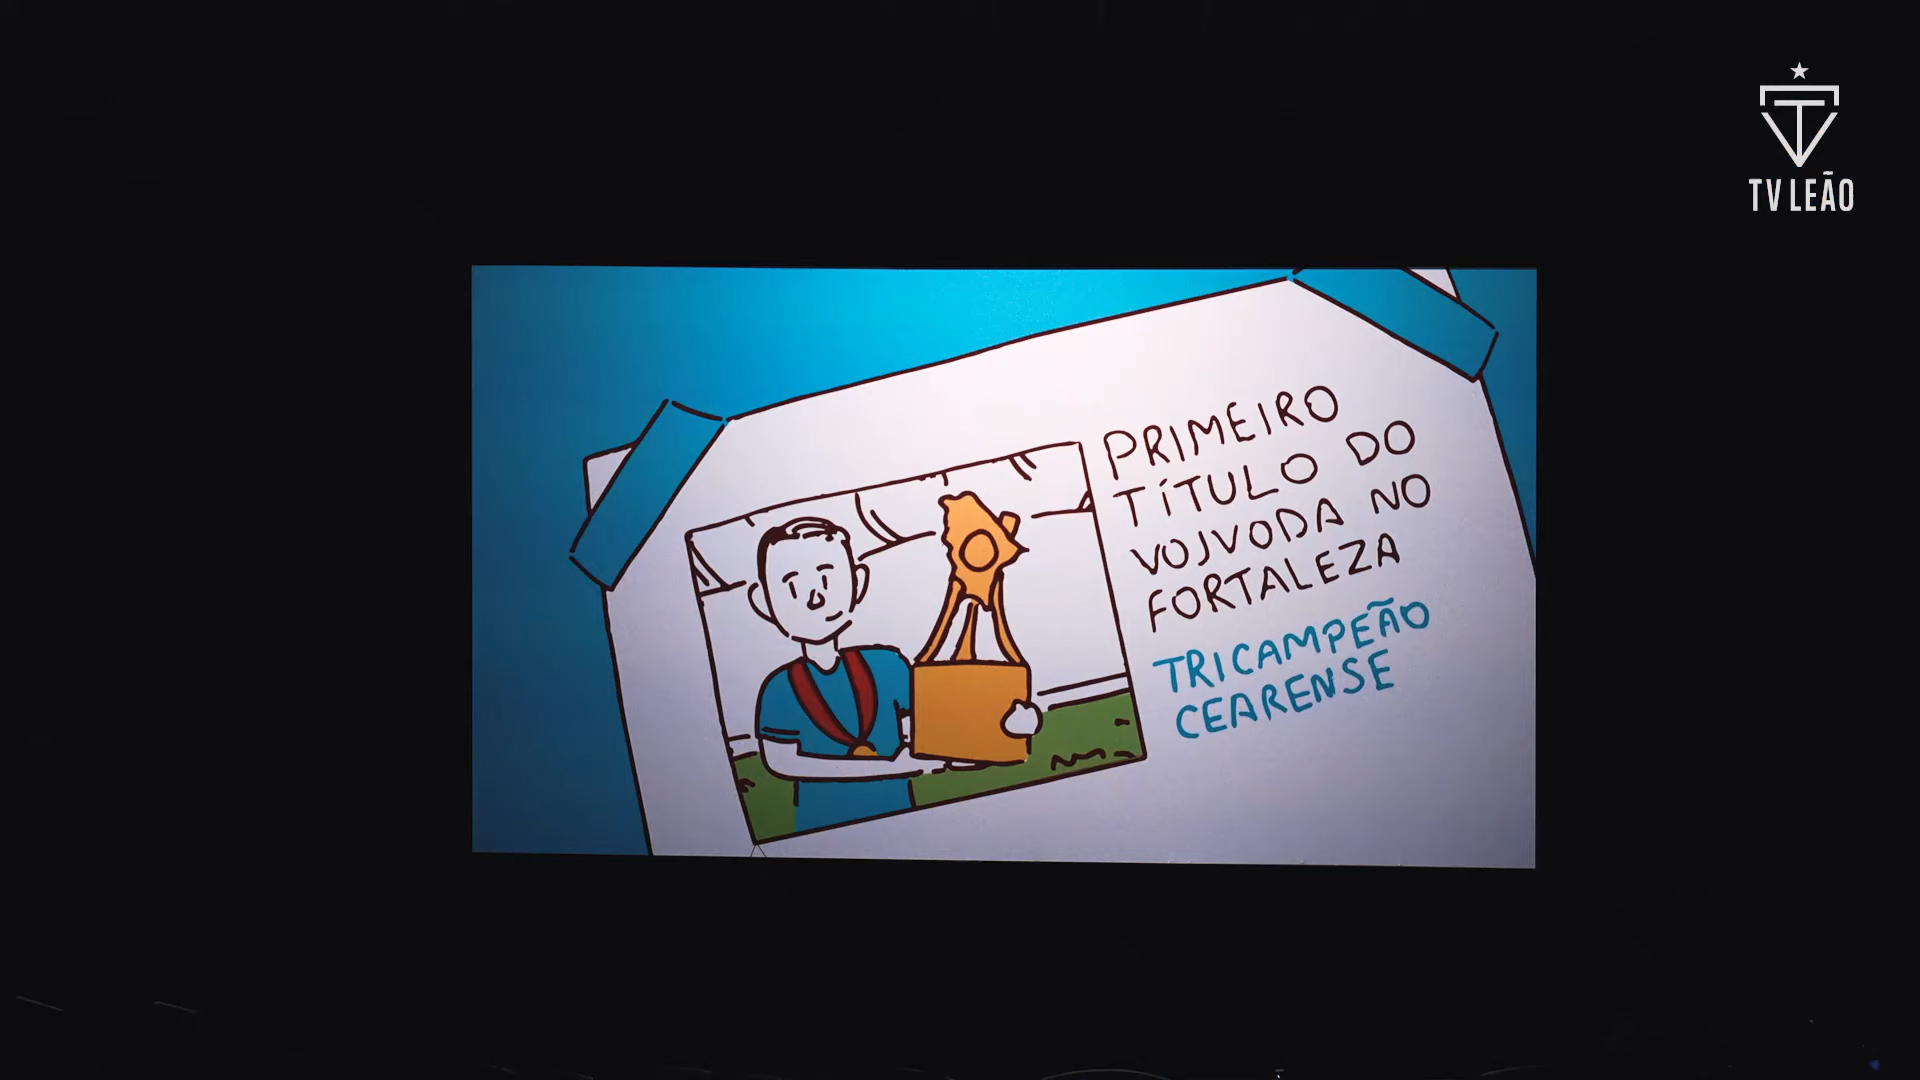 TV LEÃO
PRIMEIRO
TÍTULO DO
VOJVODA NO
FORTALEZA
TRICAMPEÃO
CEARENSE